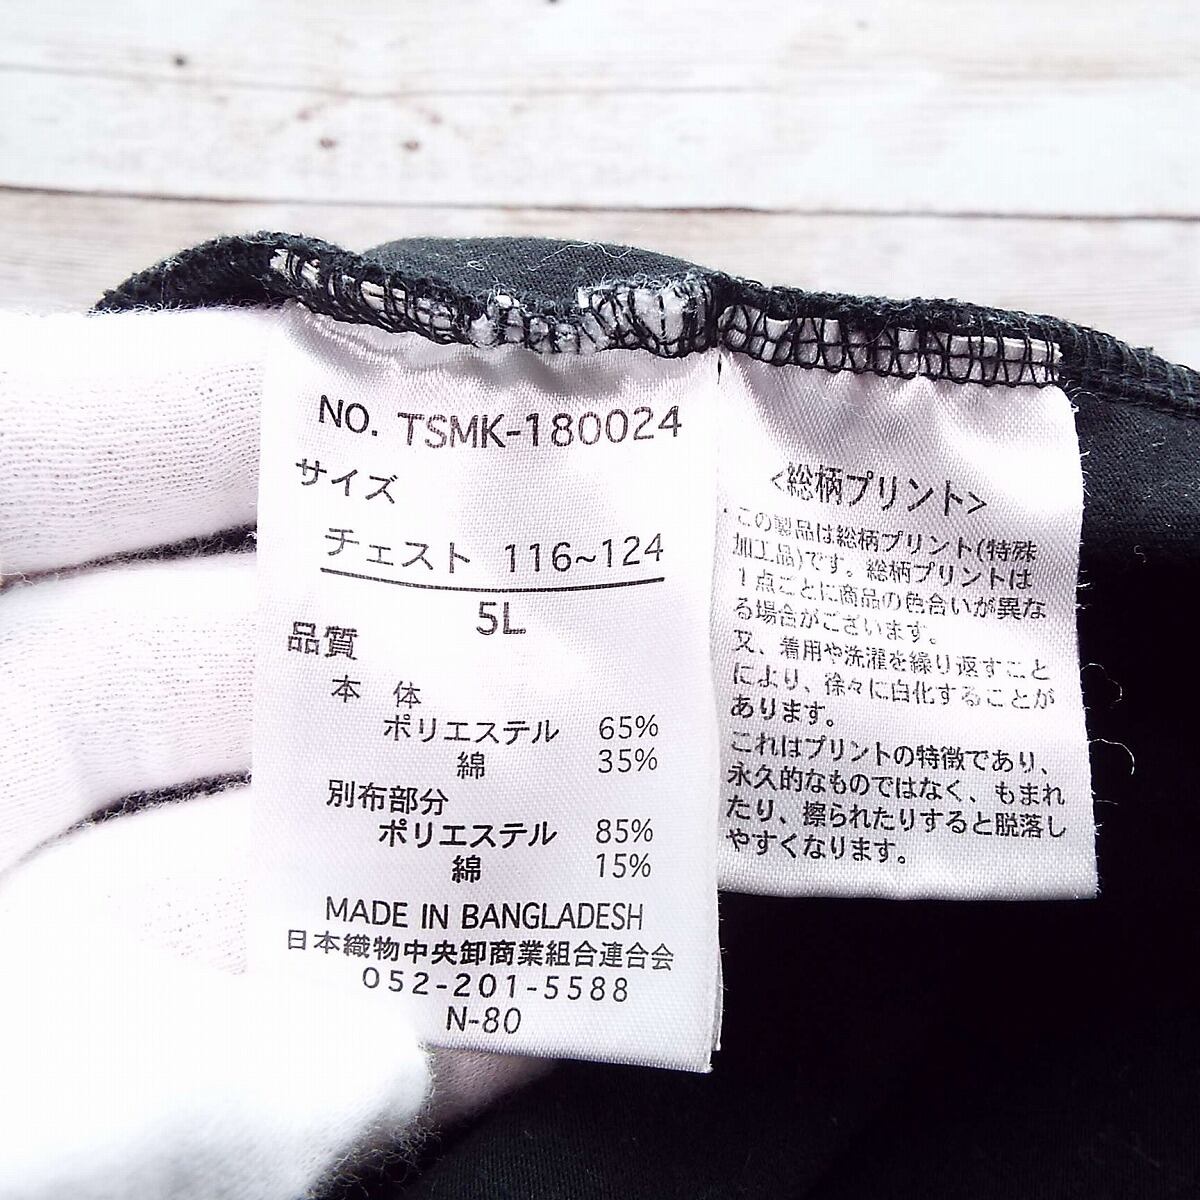 NO. TSMK-180024
サイズ
チェスト 116~124
5L
品質
本 体
ポリエステル 65%
綿 35%
別布部分
ポリエステル 85%
綿 15%
MADE IN BANGLADESH
日本織物中央卸商業組合連合会
052-201-5588
N-80
<総柄プリント>
この製品は総柄プリント(特殊
加工品)です。総柄プリントは
1点ごとに商品の色合いが異な
る場合がございます。
又、着用や洗濯を繰り返すこと
により、徐々に白化することが
あります。
これはプリントの特徴であり、
永久的なものではなく、もまれ
たり、擦られたりすると脱落し
やすくなります。